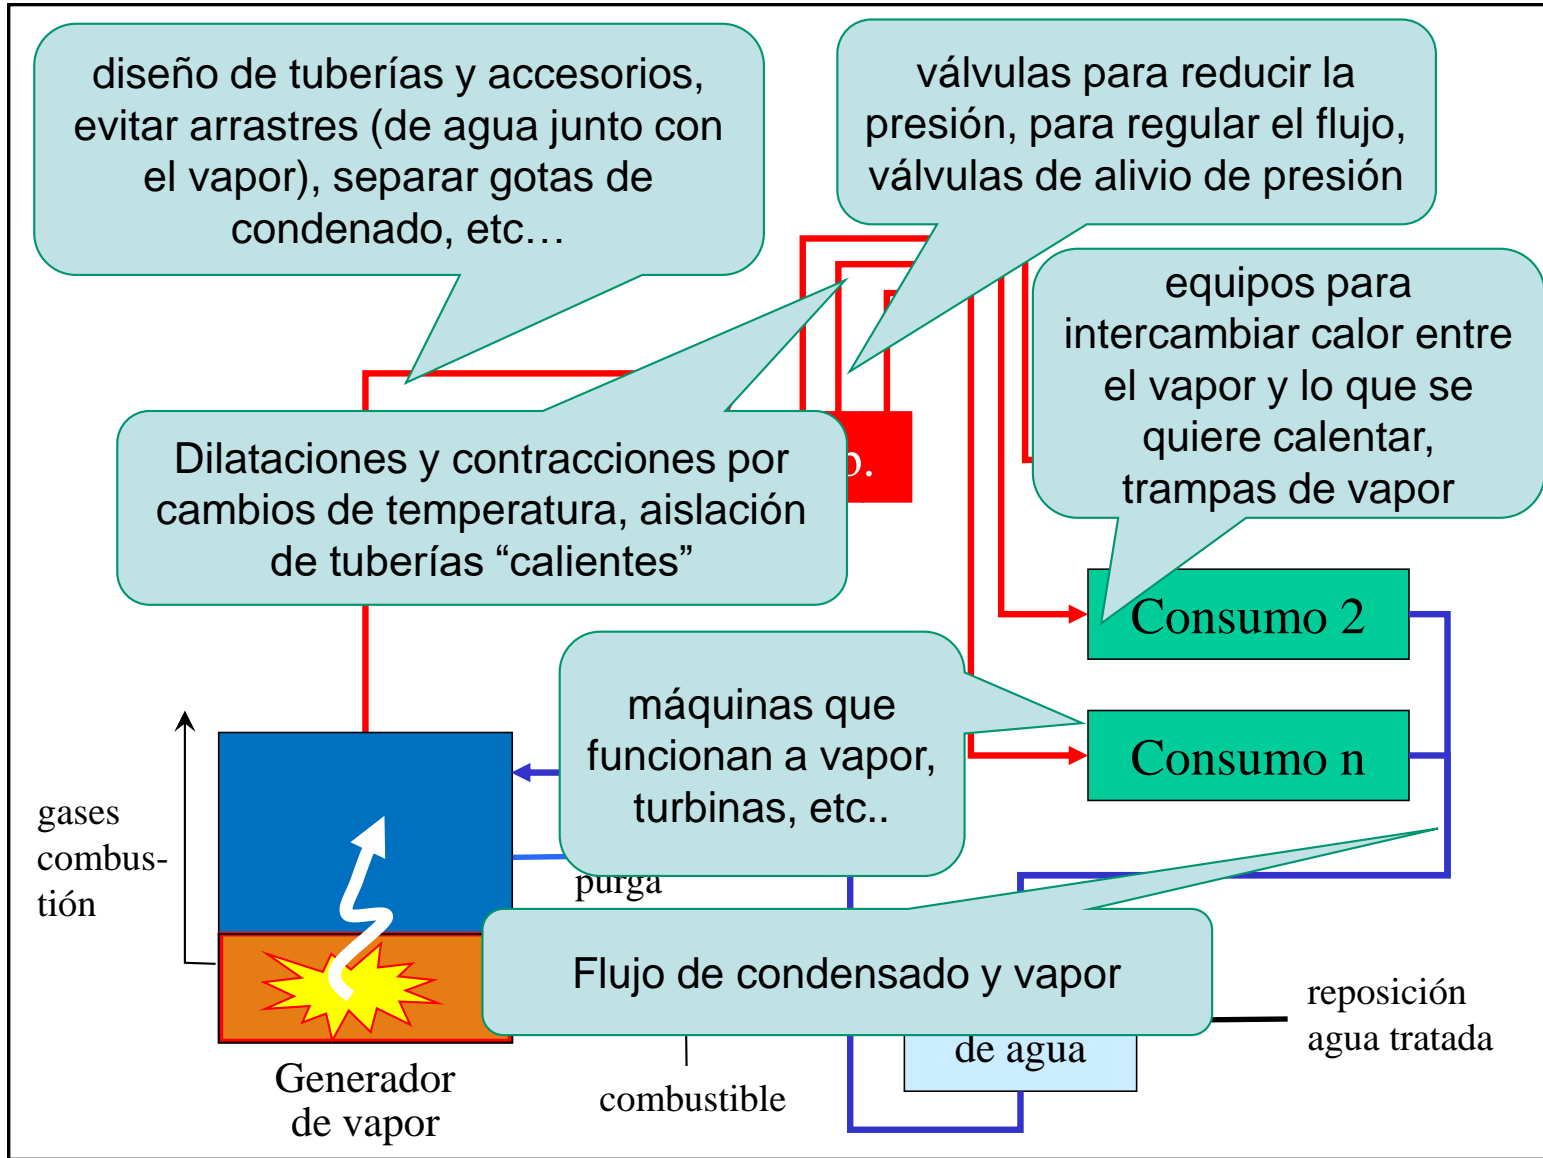 diseño de tuberías y accesorios,
evitar arrastres (de agua junto con
el vapor), separar gotas de
condenado, etc…
válvulas para reducir la
presión, para regular el flujo,
válvulas de alivio de presión
equipos para
intercambiar calor entre
el vapor y lo que se
quiere calentar,
trampas de vapor
Dilataciones y contracciones por
cambios de temperatura, aislación
de tuberías “calientes”
Consumo 2
máquinas que
funcionan a vapor,
turbinas, etc..
Consumo n
gases
combus-
tión
purga
Flujo de condensado y vapor
reposición
agua tratada
de agua
Generador
de vapor
combustible